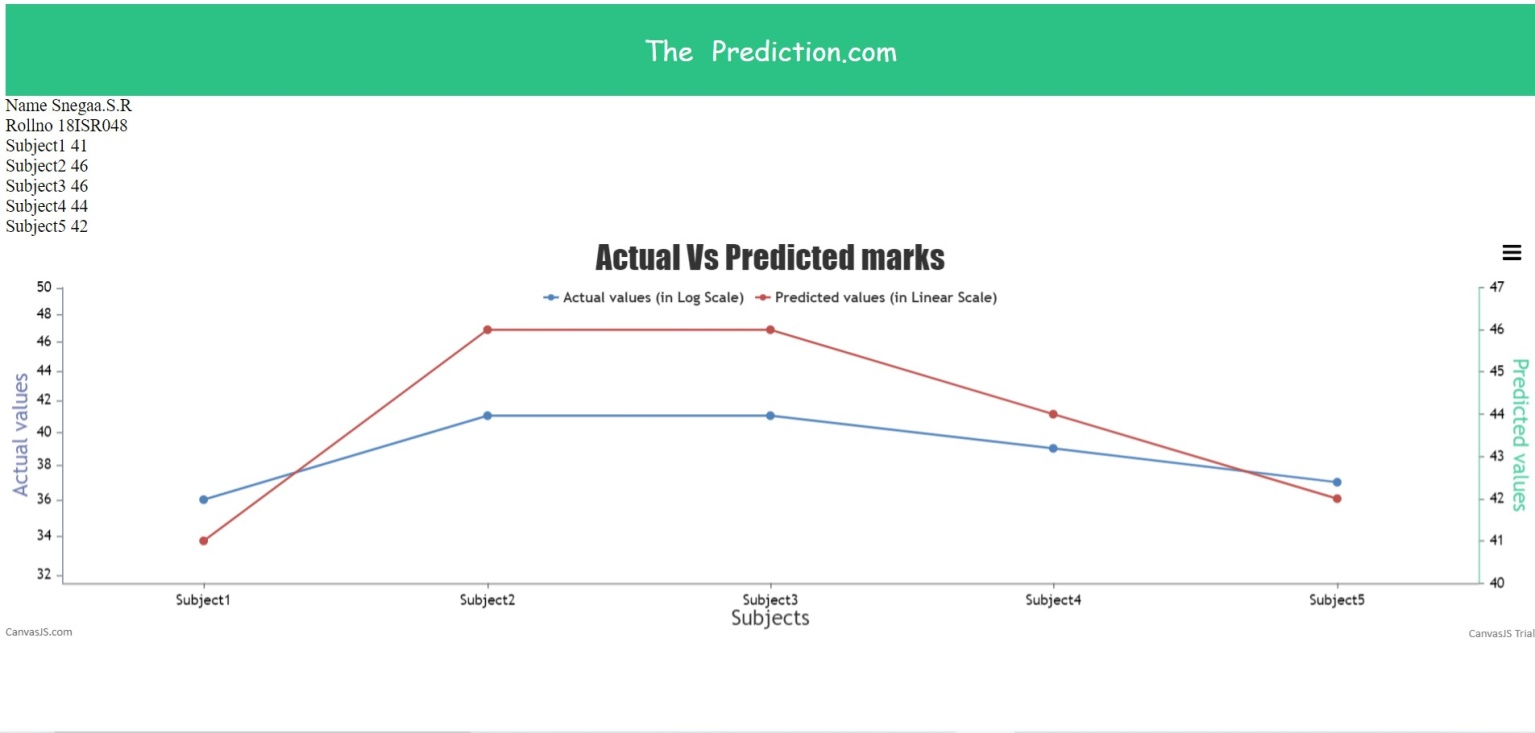 The Prediction.com
Name Snegaa.S.R
Rollno 18ISR048
Subject1 41
Subject2 46
Subject3 46
Subject4 44
Subject5 42
Actual Vs Predicted marks
Actual values (in Log Scale) Predicted values (in Linear Scale)
Actual values
50
48
46
44
42
40
38
36
34
32
47
46
45
44
43
42
41
40
Predicted values
Subject1 Subject2 Subject3 Subject4 Subject5
Subjects
CanvasJS.com CanvasJS Trial